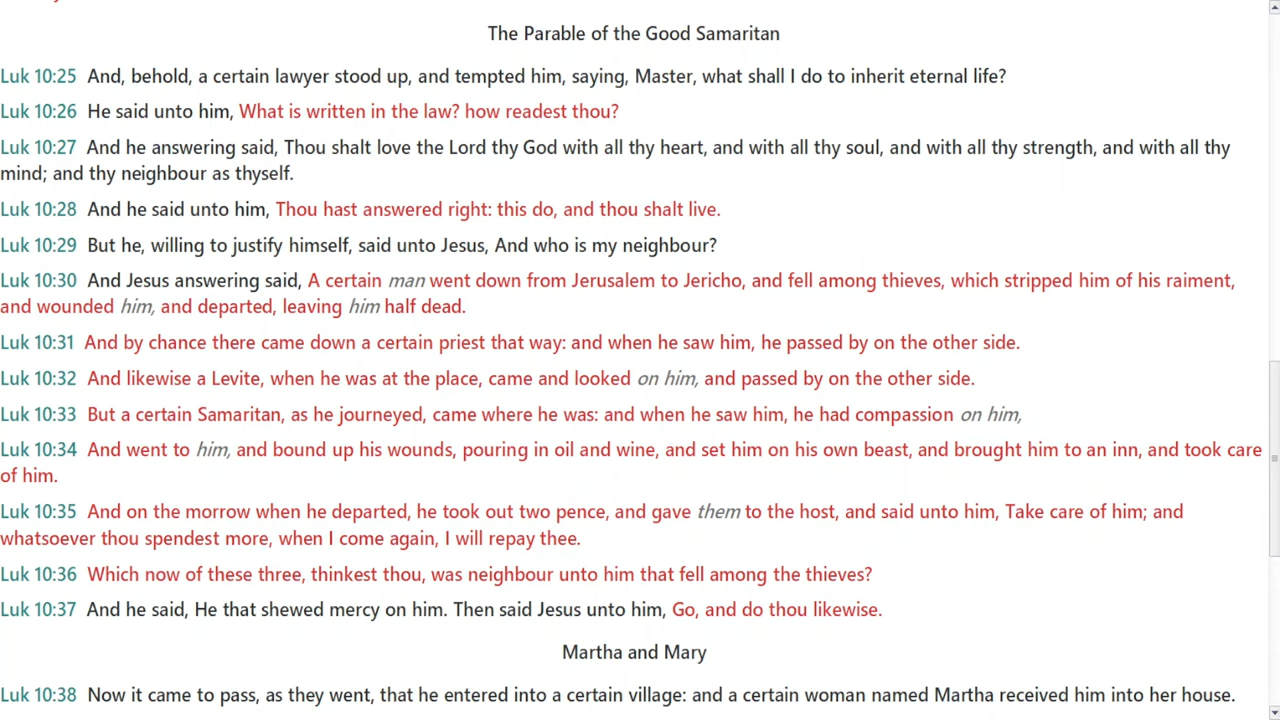 The Parable of the Good Samaritan
Luk 10:25 And, behold, a certain lawyer stood up, and tempted him, saying, Master, what shall I do to inherit eternal life?
Luk 10:26 He said unto him, What is written in the law? how readest thou?
Luk 10:27 And he answering said, Thou shalt love the Lord thy God with all thy heart, and with all thy soul, and with all thy strength, and with all thy
mind; and thy neighbour as thyself.
Luk 10:28 And he said unto him, Thou hast answered right: this do, and thou shalt live.
Luk 10:29 But he, willing to justify himself, said unto Jesus, And who is my neighbour?
Luk 10:30 And Jesus answering said, A certain man went down from Jerusalem to Jericho, and fell among thieves, which stripped him of his raiment,
and wounded him, and departed, leaving him half dead.
Luk 10:31 And by chance there came down a certain priest that way: and when he saw him, he passed by on the other side.
Luk 10:32 And likewise a Levite, when he was at the place, came and looked on him, and passed by on the other side.
Luk 10:33 But a certain Samaritan, as he journeyed, came where he was: and when he saw him, he had compassion on him,
Luk 10:34 And went to him, and bound up his wounds, pouring in oil and wine, and set him on his own beast, and brought him to an inn, and took care
of him.
Luk 10:35 And on the morrow when he departed, he took out two pence, and gave them to the host, and said unto him, Take care of him; and
whatsoever thou spendest more, when I come again, I will repay thee.
Luk 10:36 Which now of these three, thinkest thou, was neighbour unto him that fell among the thieves?
Luk 10:37 And he said, He that shewed mercy on him. Then said Jesus unto him, Go, and do thou likewise.
Martha and Mary
Luk 10:38 Now it came to pass, as they went, that he entered into a certain village: and a certain woman named Martha received him into her house.